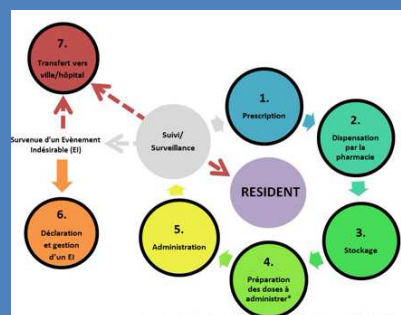 7.
Transfert vers
ville/hôpital
1.
Prescription
2.
Dispensation
par la
pharmacie
Suivi/
Surveillance
Survenue d'un Evènement
Indésirable (EI)
RESIDENT
6.
Déclaration
et gestion
d'un EI
5.
Administration
4.
Préparation
des doses à
administrer*
3.
Stockage